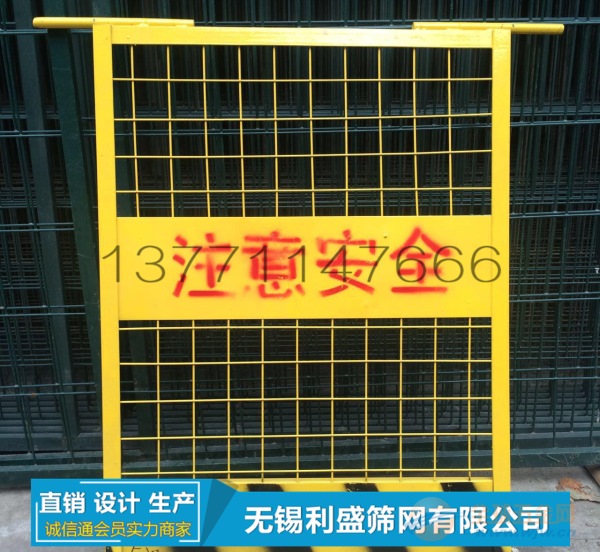 注意安全
13771147666
直销 设计 生产
诚信通会员实力商家
无锡利盛筛网有限公司